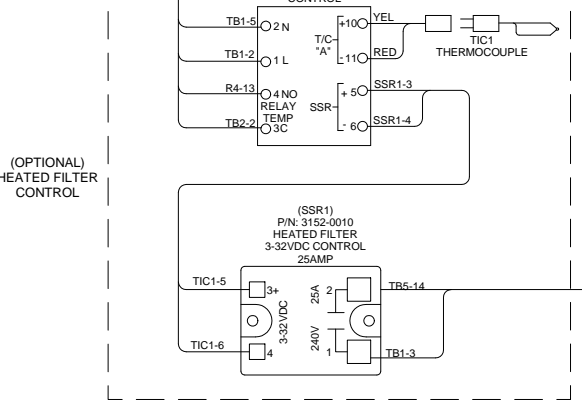 CONTROL
TB1-5
2 N
+10
YEL
T/C
"A"
TB1-2
1 L
-11
RED
TIC1
THERMOCOUPLE
R4-13
4 NO
RELAY
TEMP
3C
TB2-2
SSR
+ 5
SSR1-3
- 6
SSR1-4
(OPTIONAL)
HEATED FILTER
CONTROL
(SSR1)
P/N: 3152-0010
HEATED FILTER
3-32VDC CONTROL
25AMP
TIC1-5
3+
3-32VDC
25A
2
TB5-14
TIC1-6
4
240V
1
TB1-3